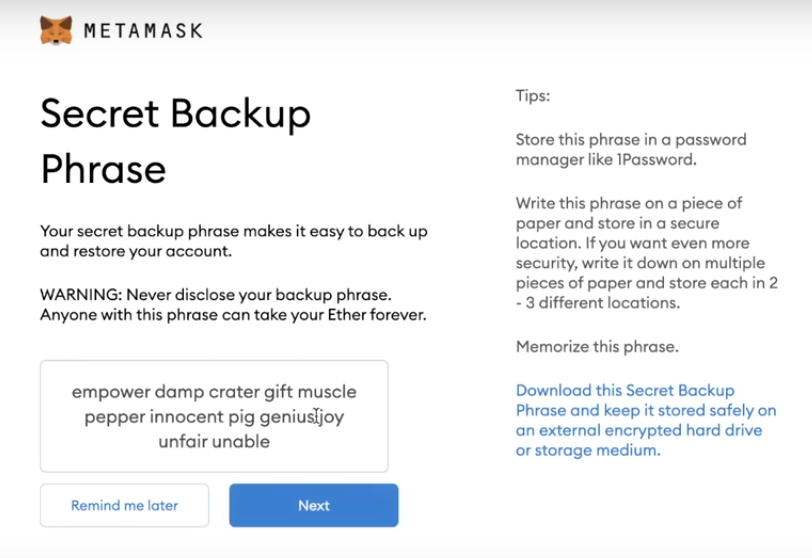 METAMASK
Secret Backup
Phrase
Your secret backup phrase makes it easy to back up
and restore your account.
WARNING: Never disclose your backup phrase.
Anyone with this phrase can take your Ether forever.
empower damp crater gift muscle
pepper innocent pig genius joy
unfair unable
Remind me later
Next
Tips:
Store this phrase in a password
manager like 1Password.
Write this phrase on a piece of
paper and store in a secure
location. If you want even more
security, write it down on multiple
pieces of paper and store each in 2
- 3 different locations.
Memorize this phrase.
Download this Secret Backup
Phrase and keep it stored safely on
an external encrypted hard drive
or storage medium.